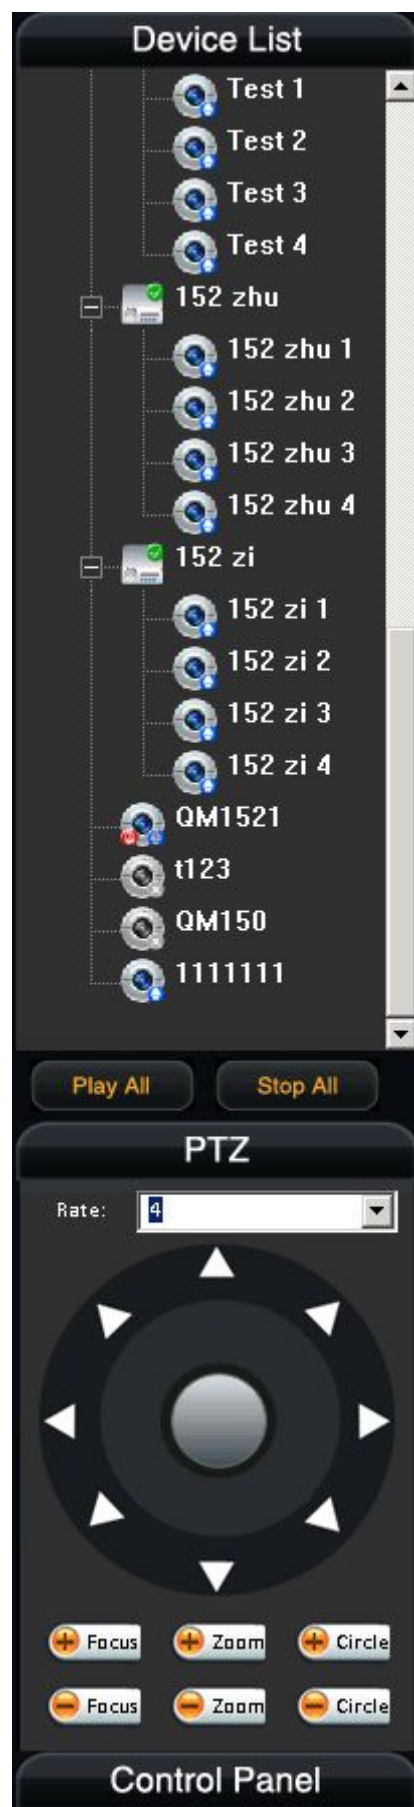 Device List
Test 1
Test 2
Test 3
Test 4
152 zhu
152 zhu 1
152 zhu 2
152 zhu 3
152 zhu 4
152 zi
152 zi 1
152 zi 2
152 zi 3
152 zi 4
QM1521
t123
QM150
1111111
Play All Stop All
PTZ
Rate: 4
Focus Zoom Circle
Focus Zoom Circle
Control Panel